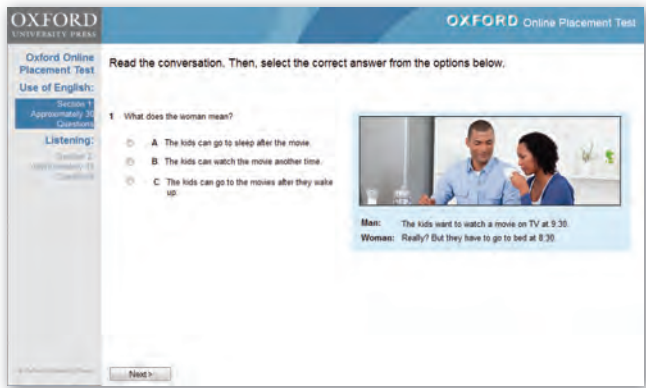 OXFORD
UNIVERSITY PRESS
OXFORD Online Placement Test
Oxford Online
Placement Test
Use of English:
Section 1
Approximately 30
Questions
Listening:
Section 2
Questions
Read the conversation. Then, select the correct answer from the options below.
1 What does the woman mean?
A The kids can go to sleep after the movie.
B The kids can watch the movie another time.
C The kids can go to the movies after they wake
up.
Man: The kids want to watch a movie on TV at 9:30.
Woman: Really? But they have to go to bed at 8:30.
Next >